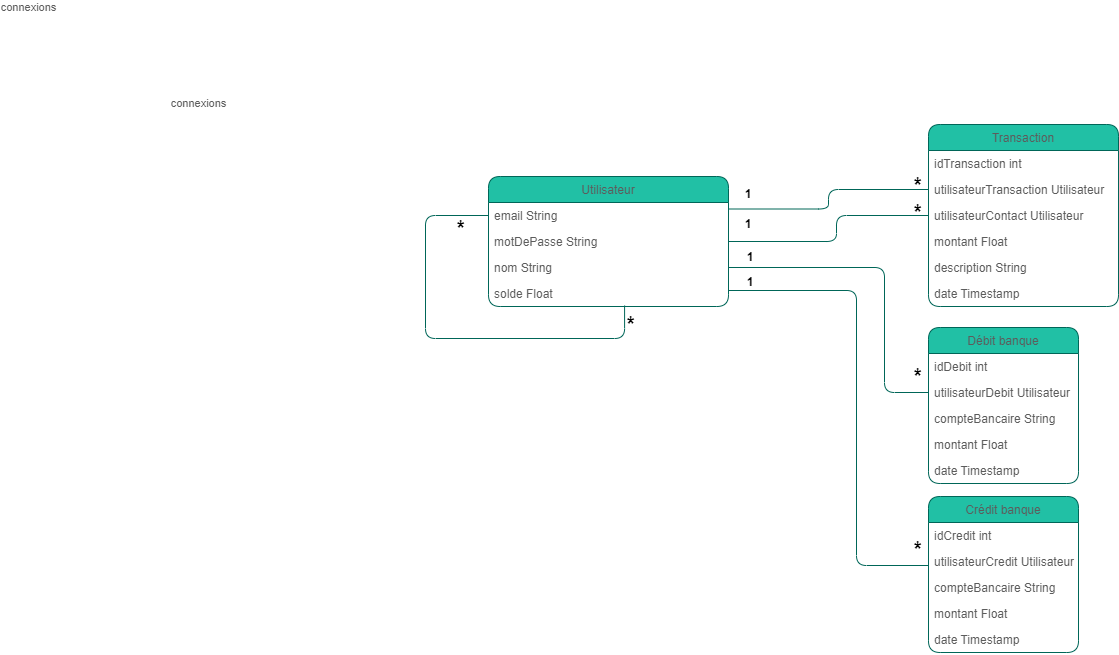 connexions
connexions
Utilisateur
email String
motDePasse String
nom String
solde Float
*
*
1
1
1
1
*
*
*
*
Transaction
idTransaction int
utilisateurTransaction Utilisateur
utilisateurContact Utilisateur
montant Float
description String
date Timestamp
Débit banque
idDebit int
utilisateurDebit Utilisateur
compteBancaire String
montant Float
date Timestamp
Crédit banque
idCredit int
utilisateurCredit Utilisateur
compteBancaire String
montant Float
date Timestamp